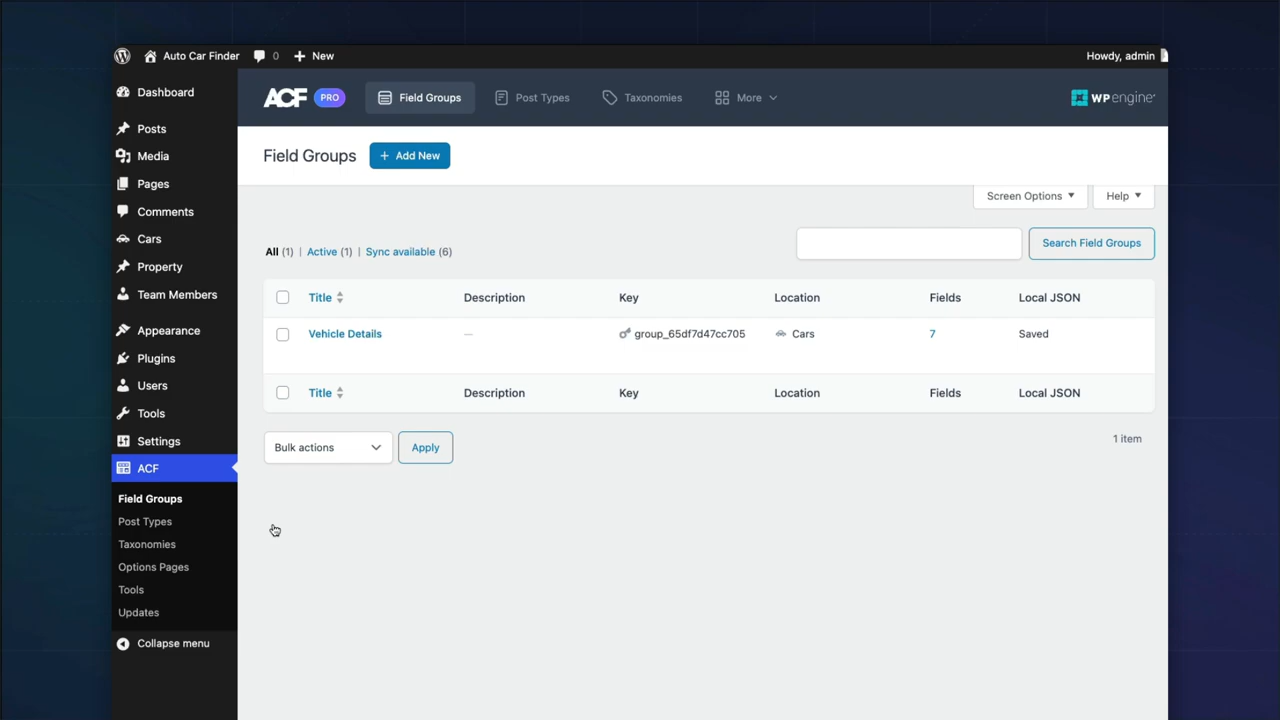 Auto Car Finder 0 New Howdy, admin
Dashboard
Posts
Media
Pages
Comments
Cars
Property
Team Members
Appearance
Plugins
Users
Tools
Settings
ACF
Field Groups
Post Types
Taxonomies
Options Pages
Tools
Updates
Collapse menu
ACF PRO Field Groups Post Types Taxonomies More WP engine
Field Groups + Add New
Screen Options Help
All (1) | Active (1) | Sync available (6) Search Field Groups
Title Description Key Location Fields Local JSON
Vehicle Details — group_65df7d47cc705 Cars 7 Saved
Title Description Key Location Fields Local JSON
Bulk actions Apply 1 item